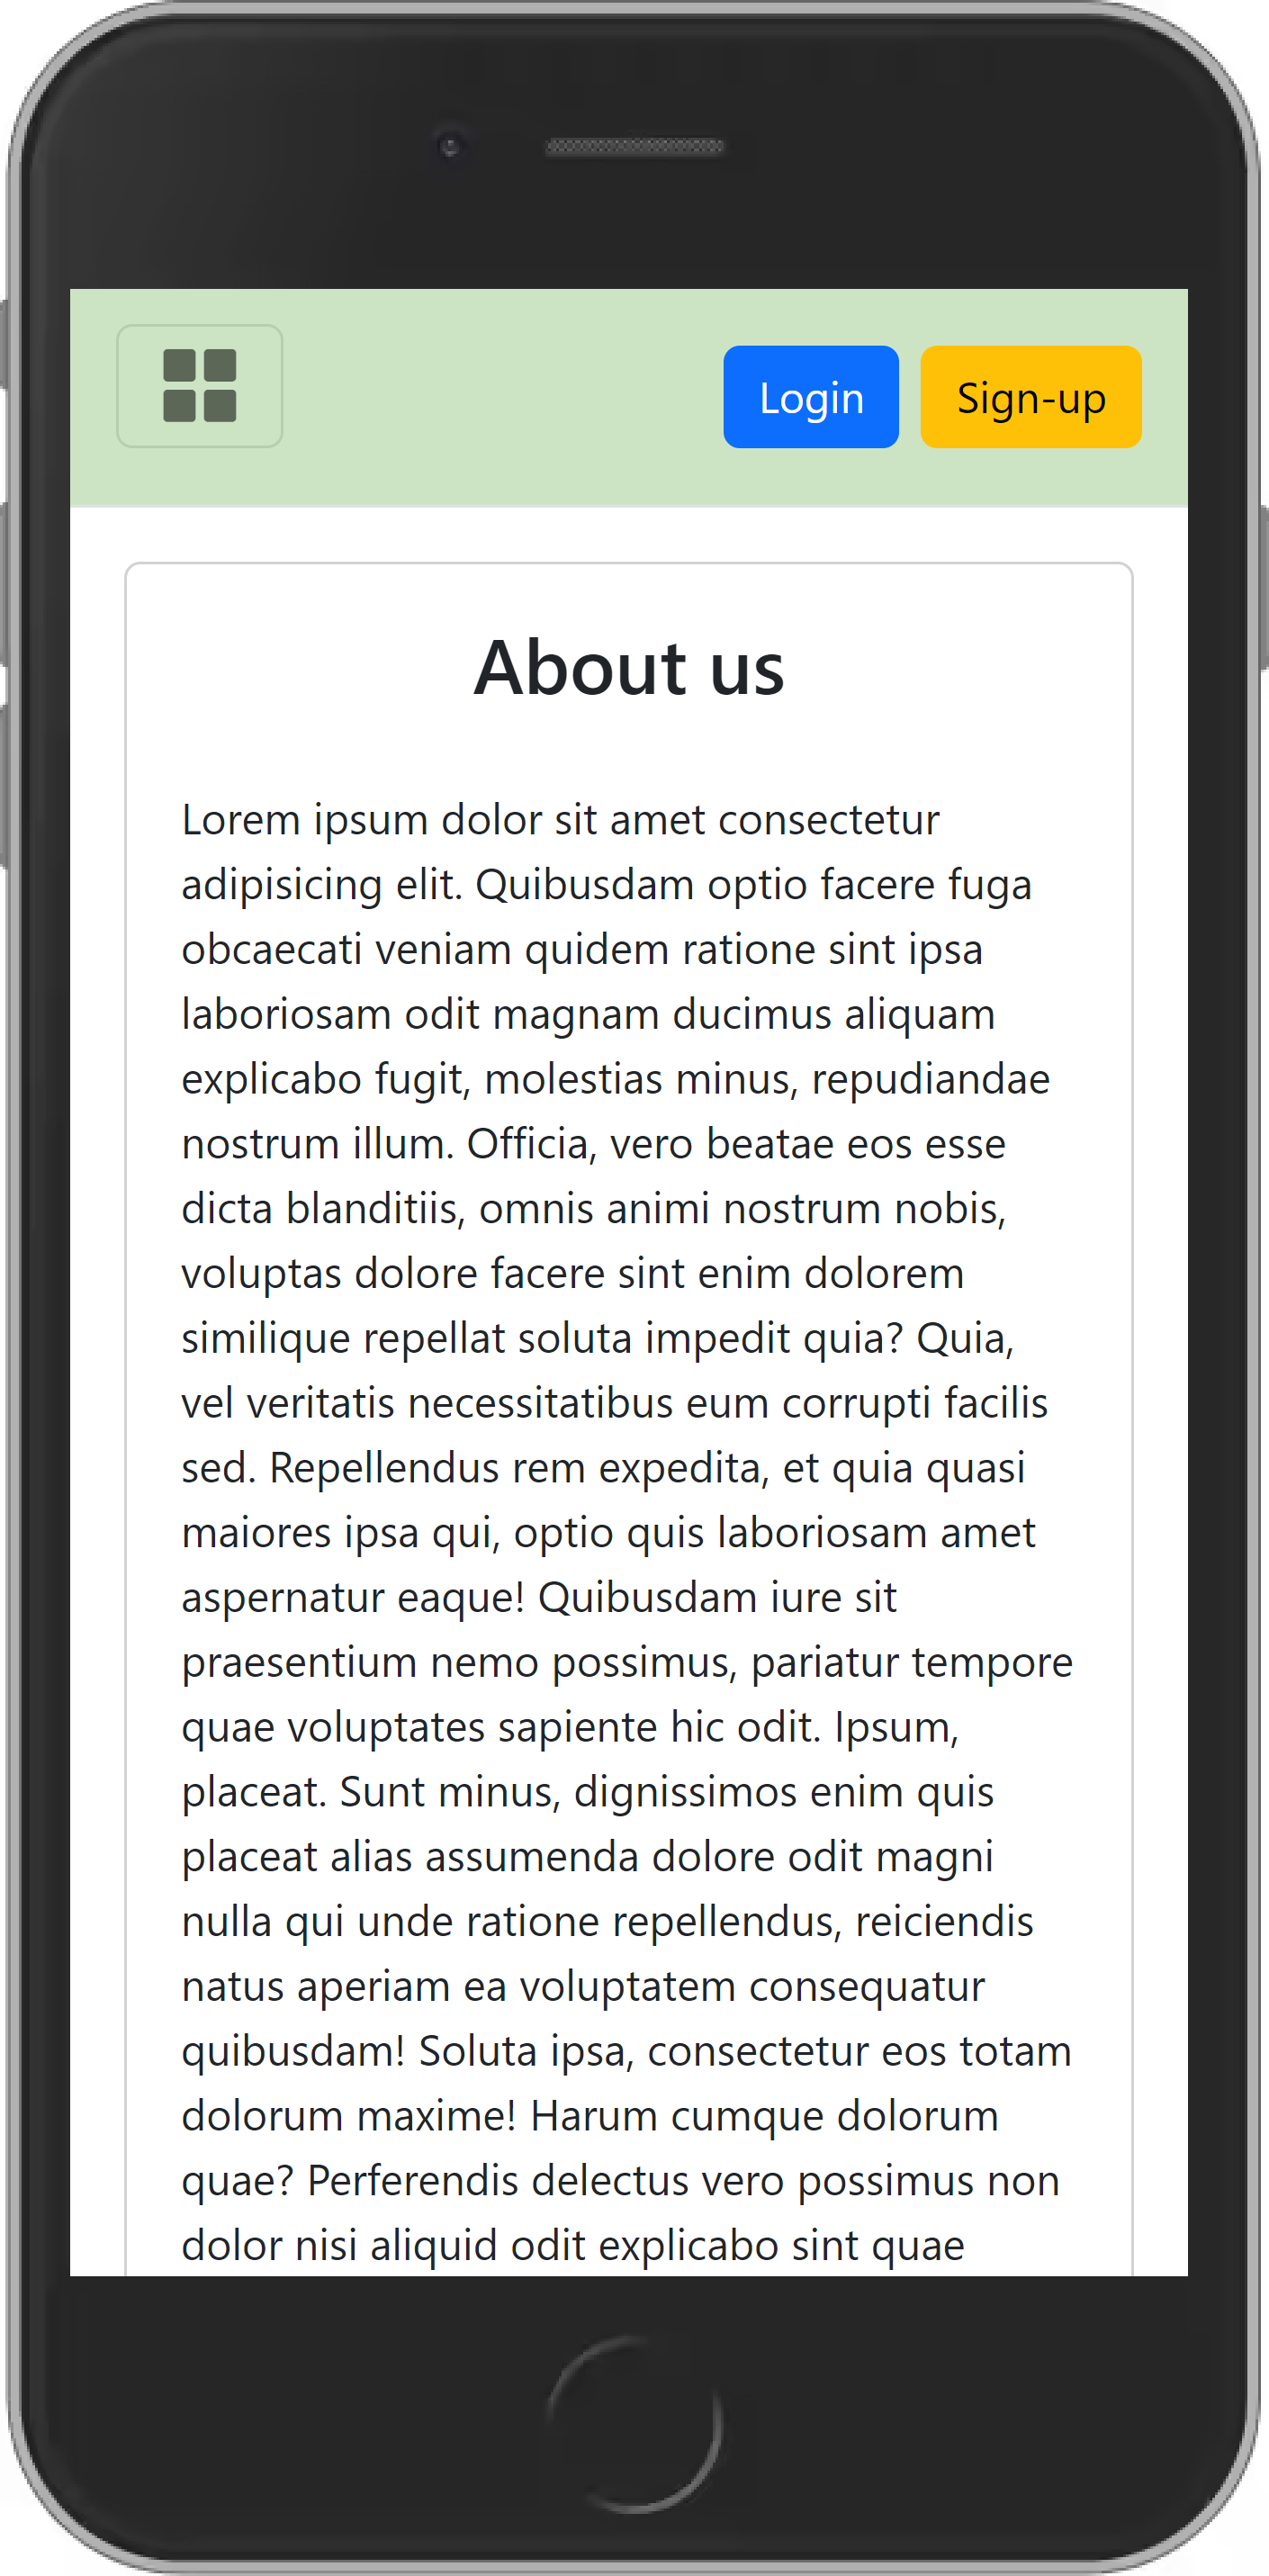 Login
Sign-up
About us
Lorem ipsum dolor sit amet consectetur
adipisicing elit. Quibusdam optio facere fuga
obcaecati veniam quidem ratione sint ipsa
laboriosam odit magnam ducimus aliquam
explicabo fugit, molestias minus, repudiandae
nostrum illum. Officia, vero beatae eos esse
dicta blanditiis, omnis animi nostrum nobis,
voluptas dolore facere sint enim dolorem
similique repellat soluta impedit quia? Quia,
vel veritatis necessitatibus eum corrupti facilis
sed. Repellendus rem expedita, et quia quasi
maiores ipsa qui, optio quis laboriosam amet
aspernatur eaque! Quibusdam iure sit
praesentium nemo possimus, pariatur tempore
quae voluptates sapiente hic odit. Ipsum,
placeat. Sunt minus, dignissimos enim quis
placeat alias assumenda dolore odit magni
nulla qui unde ratione repellendus, reiciendis
natus aperiam ea voluptatem consequatur
quibusdam! Soluta ipsa, consectetur eos totam
dolorum maxime! Harum cumque dolorum
quae? Perferendis delectus vero possimus non
dolor nisi aliquid odit explicabo sint quae